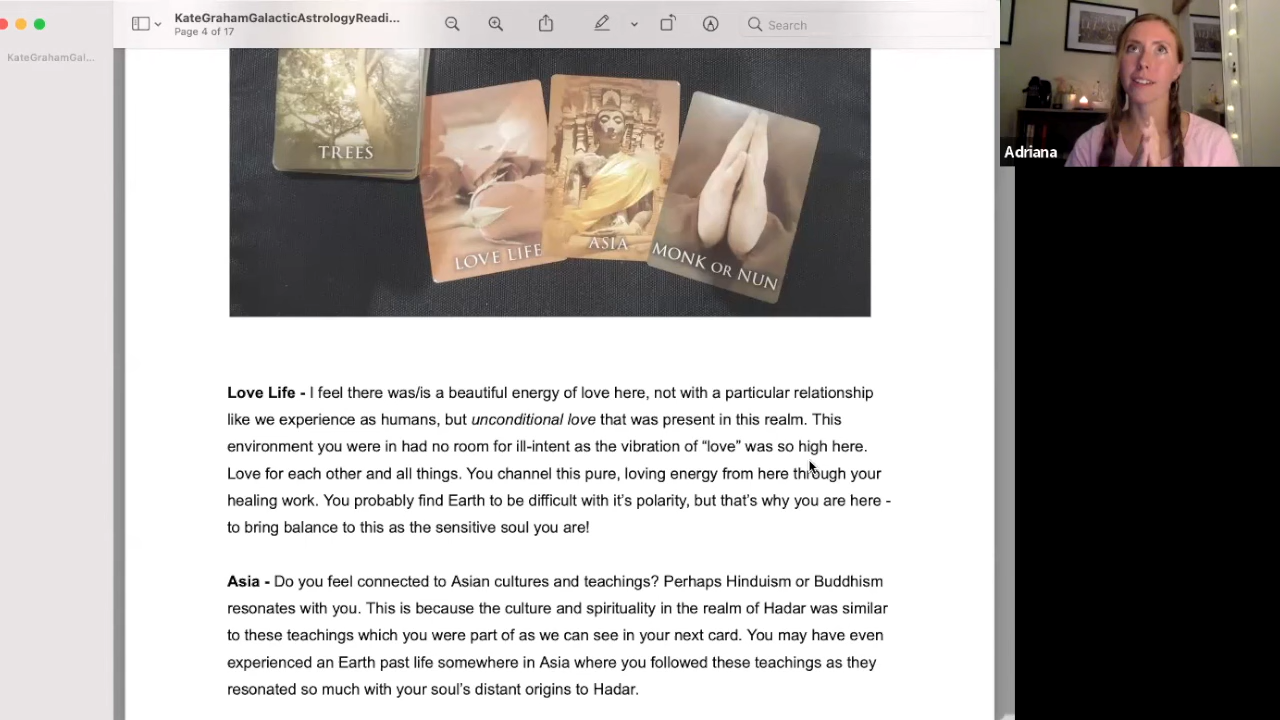 KateGrahamGalacticAstrologyReadi...
Page 4 of 17
Search
KateGrahamGal...
Adriana
TREES
LOVE LIFE
ASIA
MONK OR NUN
Love Life - I feel there was/is a beautiful energy of love here, not with a particular relationship
like we experience as humans, but unconditional love that was present in this realm. This
environment you were in had no room for ill-intent as the vibration of “love” was so high here.
Love for each other and all things. You channel this pure, loving energy from here through your
healing work. You probably find Earth to be difficult with it’s polarity, but that’s why you are here -
to bring balance to this as the sensitive soul you are!
Asia - Do you feel connected to Asian cultures and teachings? Perhaps Hinduism or Buddhism
resonates with you. This is because the culture and spirituality in the realm of Hadar was similar
to these teachings which you were part of as we can see in your next card. You may have even
experienced an Earth past life somewhere in Asia where you followed these teachings as they
resonated so much with your soul’s distant origins to Hadar.